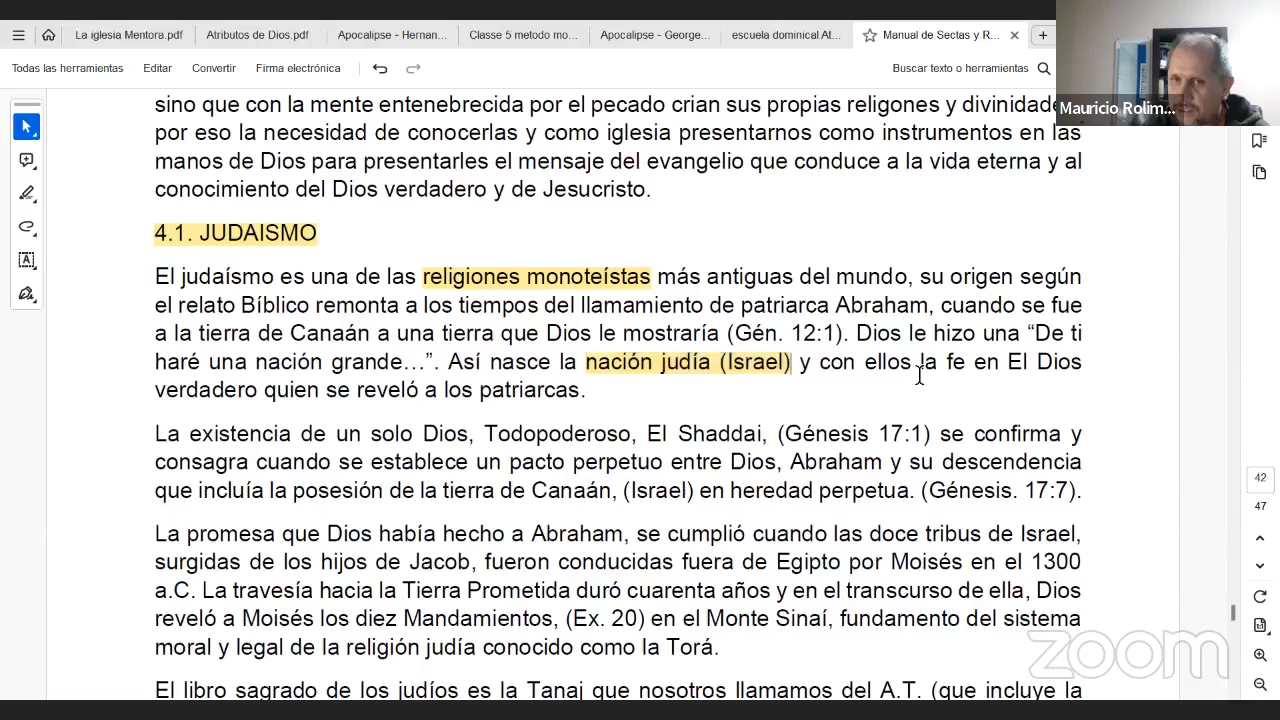 La iglesia Mentora.pdf
Atributos de Dios.pdf
Apocalipse - Hernan...
Classe 5 metodo mo...
Apocalipse - George...
escuela dominical At...
Manual de Sectas y R...
Todas las herramientas
Editar
Convertir
Firma electrónica
Buscar texto o herramientas
Mauricio Rolim...
sino que con la mente entenebrecida por el pecado crian sus propias religones y divinidade
por eso la necesidad de conocerlas y como iglesia presentarnos como instrumentos en las
manos de Dios para presentarles el mensaje del evangelio que conduce a la vida eterna y al
conocimiento del Dios verdadero y de Jesucristo.
4.1. JUDAISMO
El judaísmo es una de las religiones monoteístas más antiguas del mundo, su origen según
el relato Bíblico remonta a los tiempos del llamamiento de patriarca Abraham, cuando se fue
a la tierra de Canaán a una tierra que Dios le mostraría (Gén. 12:1). Dios le hizo una “De ti
haré una nación grande…”. Así nasce la nación judía (Israel) y con ellos la fe en El Dios
verdadero quien se reveló a los patriarcas.
La existencia de un solo Dios, Todopoderoso, El Shaddai, (Génesis 17:1) se confirma y
consagra cuando se establece un pacto perpetuo entre Dios, Abraham y su descendencia
que incluía la posesión de la tierra de Canaán, (Israel) en heredad perpetua. (Génesis. 17:7).
La promesa que Dios había hecho a Abraham, se cumplió cuando las doce tribus de Israel,
surgidas de los hijos de Jacob, fueron conducidas fuera de Egipto por Moisés en el 1300
a.C. La travesía hacia la Tierra Prometida duró cuarenta años y en el transcurso de ella, Dios
reveló a Moisés los diez Mandamientos, (Ex. 20) en el Monte Sinaí, fundamento del sistema
moral y legal de la religión judía conocido como la Torá.
El libro sagrado de los judíos es la Tanaj que nosotros llamamos del A.T. (que incluye la
42
47
zoom